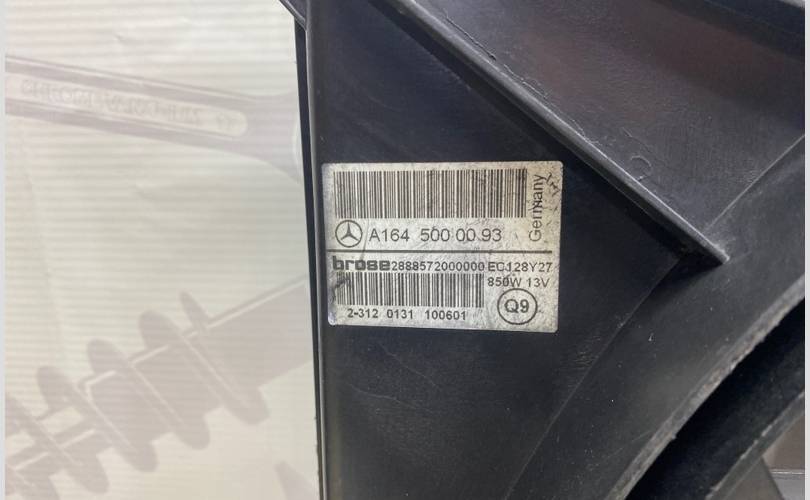 Germany
A164 500 00 93
brose 2888572000000 EC128Y27
850W 13V
Q9
2-312 0131 100601